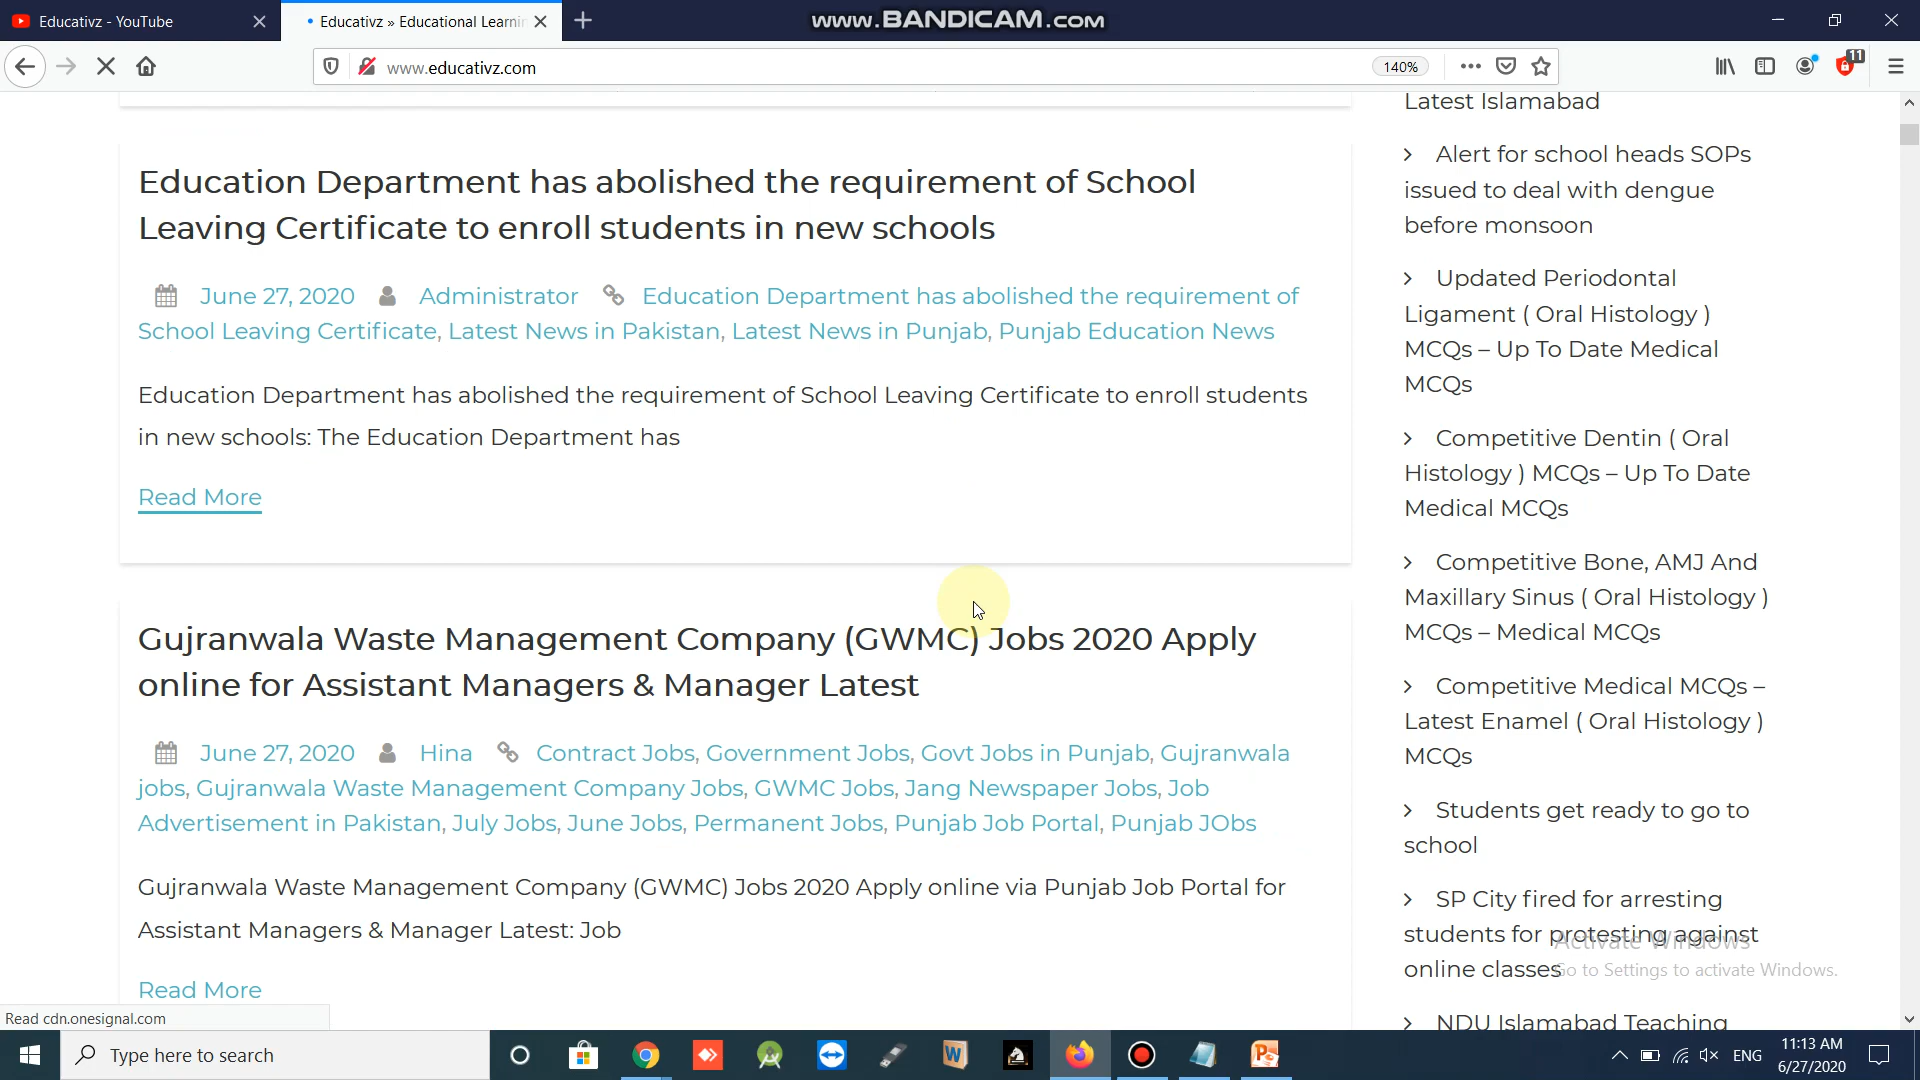 Educativz - YouTube
Educativz » Educational Learnin
www.BANDICAM.com
www.educativz.com
140%
11
Latest Islamabad
Education Department has abolished the requirement of School
Leaving Certificate to enroll students in new schools
June 27, 2020 Administrator Education Department has abolished the requirement of
School Leaving Certificate, Latest News in Pakistan, Latest News in Punjab, Punjab Education News
Education Department has abolished the requirement of School Leaving Certificate to enroll students
in new schools: The Education Department has
Read More
Gujranwala Waste Management Company (GWMC) Jobs 2020 Apply
online for Assistant Managers & Manager Latest
June 27, 2020 Hina Contract Jobs, Government Jobs, Govt Jobs in Punjab, Gujranwala
jobs, Gujranwala Waste Management Company Jobs, GWMC Jobs, Jang Newspaper Jobs, Job
Advertisement in Pakistan, July Jobs, June Jobs, Permanent Jobs, Punjab Job Portal, Punjab JObs
Gujranwala Waste Management Company (GWMC) Jobs 2020 Apply online via Punjab Job Portal for
Assistant Managers & Manager Latest: Job
Read More
> Alert for school heads SOPs
issued to deal with dengue
before monsoon
> Updated Periodontal
Ligament ( Oral Histology )
MCQs – Up To Date Medical
MCQs
> Competitive Dentin ( Oral
Histology ) MCQs – Up To Date
Medical MCQs
> Competitive Bone, AMJ And
Maxillary Sinus ( Oral Histology )
MCQs – Medical MCQs
> Competitive Medical MCQs –
Latest Enamel ( Oral Histology )
MCQs
> Students get ready to go to
school
> SP City fired for arresting
students for protesting against
online classes
> NDU Islamabad Teaching
Activate Windows
Go to Settings to activate Windows.
Read cdn.onesignal.com
Type here to search
W
ENG
11:13 AM
6/27/2020